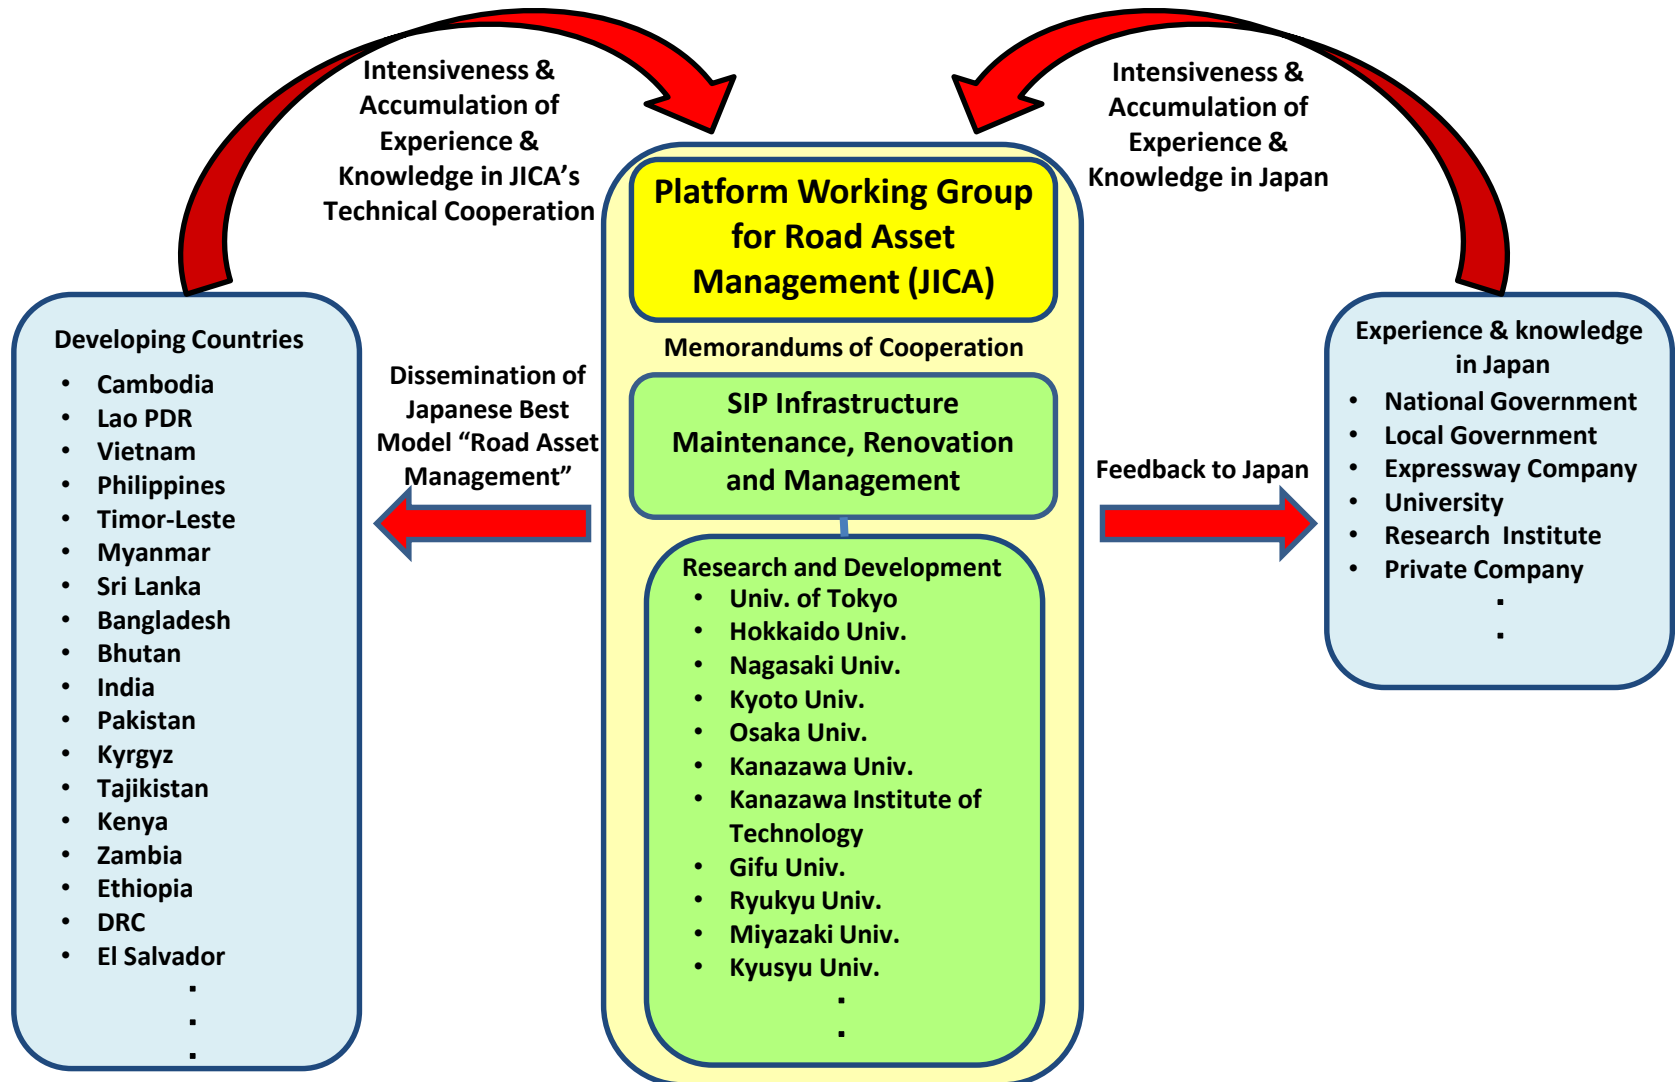 Intensiveness &
Accumulation of
Experience &
Knowledge in JICA's
Technical Cooperation
Intensiveness &
Accumulation of
Experience &
Knowledge in Japan
Platform Working Group
for Road Asset
Management (JICA)
Memorandums of Cooperation
SIP Infrastructure
Maintenance, Renovation
and Management
Research and Development
• Univ. of Tokyo
• Hokkaido Univ.
• Nagasaki Univ.
• Kyoto Univ.
• Osaka Univ.
• Kanazawa Univ.
• Kanazawa Institute of
Technology
• Gifu Univ.
• Ryukyu Univ.
• Miyazaki Univ.
• Kyusyu Univ.
.
.
Developing Countries
• Cambodia
• Lao PDR
• Vietnam
• Philippines
• Timor-Leste
• Myanmar
• Sri Lanka
• Bangladesh
• Bhutan
• India
• Pakistan
• Kyrgyz
• Tajikistan
• Kenya
• Zambia
• Ethiopia
• DRC
• El Salvador
.
.
.
Dissemination of
Japanese Best
Model “Road Asset
Management”
Feedback to Japan
Experience & knowledge
in Japan
• National Government
• Local Government
• Expressway Company
• University
• Research Institute
• Private Company
.
.